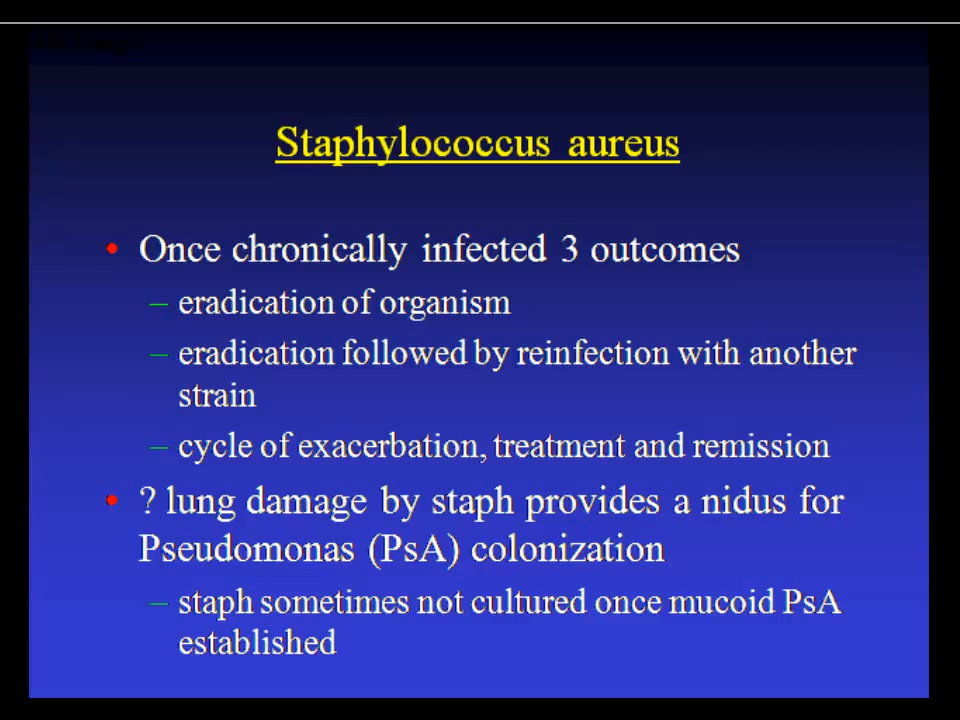 Staphylococcus aureus
• Once chronically infected 3 outcomes
– eradication of organism
– eradication followed by reinfection with another
strain
– cycle of exacerbation, treatment and remission
• ? lung damage by staph provides a nidus for
Pseudomonas (PsA) colonization
– staph sometimes not cultured once mucoid PsA
established